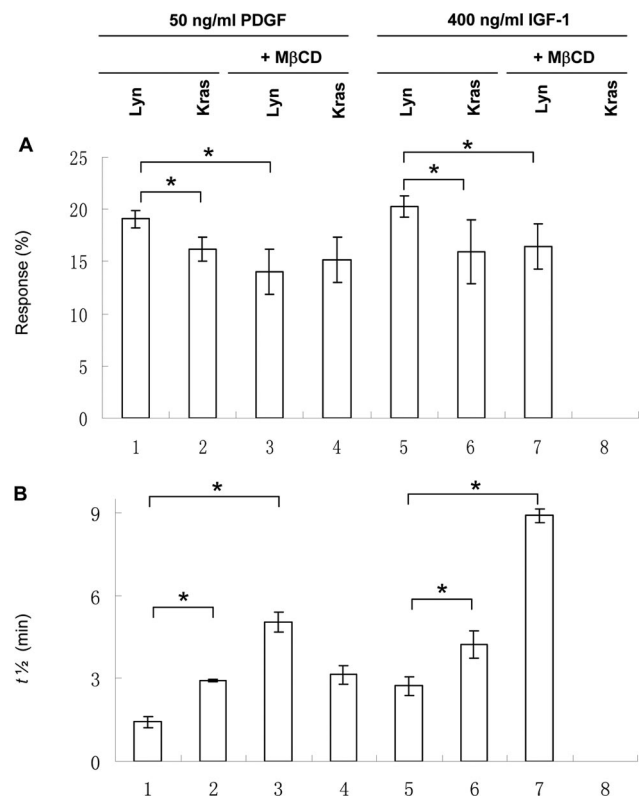 50 ng/ml PDGF 400 ng/ml IGF-1
+ MβCD + MβCD
Lyn Kras Lyn Kras Lyn Kras Lyn Kras
A
Response (%)
25
20
15
10
5
0
* * * *
1 2 3 4 5 6 7 8
B
t ½ (min)
9
6
3
0
* * * *
1 2 3 4 5 6 7 8